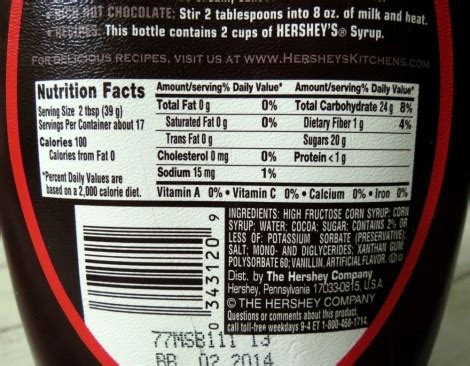 RICH HOT CHOCOLATE: Stir 2 tablespoons into 8 oz. of milk and heat.
• RECIPES: This bottle contains 2 cups of HERSHEY'S® Syrup.
FOR DELICIOUS RECIPES, VISIT US AT WWW.HERSHEYSKITCHENS.COM
Nutrition Facts
Serving Size 2 tbsp (39 g)
Servings Per Container about 17
Calories 100
Calories from Fat 0
*Percent Daily Values are
based on a 2,000 calorie diet.
Amount/serving % Daily Value*
Total Fat 0 g 0%
Saturated Fat 0 g 0%
Trans Fat 0 g
Cholesterol 0 mg 0%
Sodium 15 mg 1%
Amount/serving % Daily Value*
Total Carbohydrate 24 g 8%
Dietary Fiber 1 g 4%
Sugars 20 g
Protein < 1 g
Vitamin A 0% • Vitamin C 0% • Calcium 0% • Iron 0%
INGREDIENTS: HIGH FRUCTOSE CORN SYRUP; CORN
SYRUP; WATER; COCOA; SUGAR; CONTAINS 2% OR
LESS OF: POTASSIUM SORBATE (PRESERVATIVE);
SALT; MONO- AND DIGLYCERIDES; XANTHAN GUM;
POLYSORBATE 60; VANILLIN, ARTIFICIAL FLAVOR.
Dist. by The Hershey Company
Hershey, Pennsylvania 17033-0815, U.S.A.
© THE HERSHEY COMPANY
Questions or Comments about this product,
call toll-free weekdays 9-4 ET 1-800-468-1714.
0 343120 9
77MSB111 13
BB 02 2014